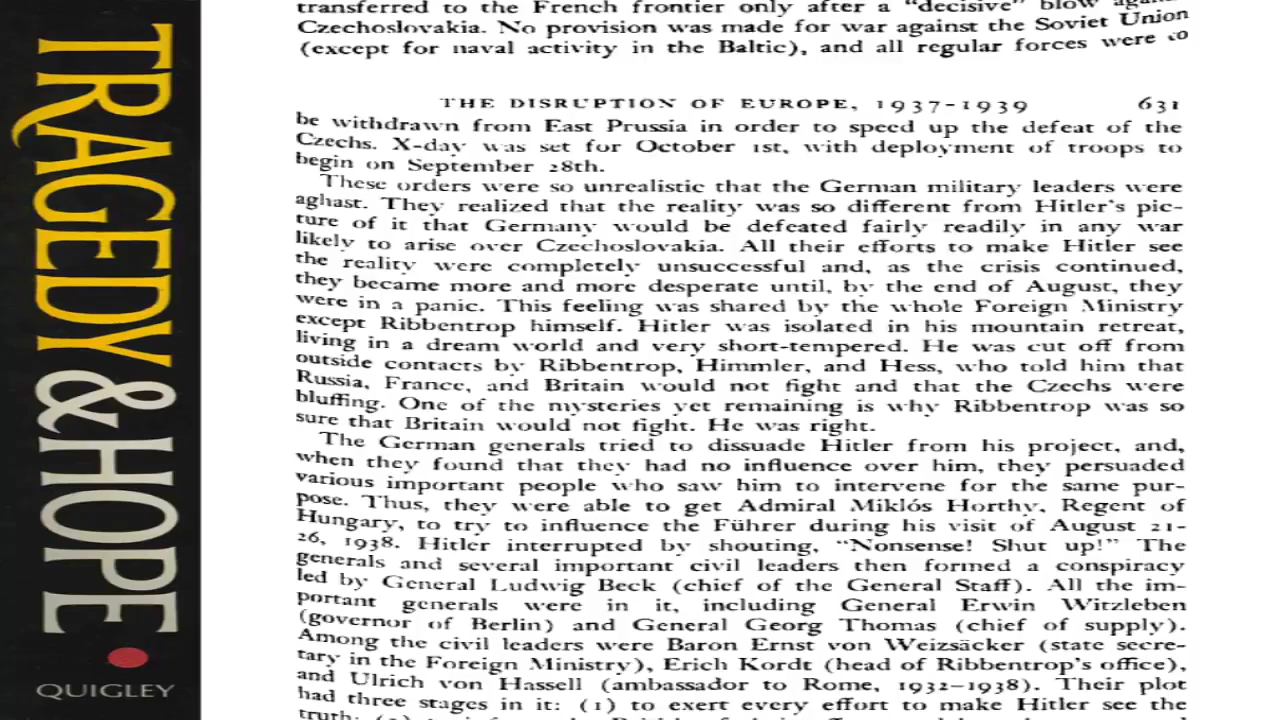 TRAGEDY & HOPE
QUIGLEY
transferred to the French frontier only after a "decisive" blow
Czechoslovakia. No provision was made for war against the Soviet Union
(except for naval activity in the Baltic), and all regular forces were to
THE DISRUPTION OF EUROPE, 1937-1939 631
be withdrawn from East Prussia in order to speed up the defeat of the
Czechs. X-day was set for October 1st, with deployment of troops to
begin on September 28th.
These orders were so unrealistic that the German military leaders were
aghast. They realized that the reality was so different from Hitler's pic-
ture of it that Germany would be defeated fairly readily in any war
likely to arise over Czechoslovakia. All their efforts to make Hitler see
the reality were completely unsuccessful and, as the crisis continued,
they became more and more desperate until, by the end of August, they
were in a panic. This feeling was shared by the whole Foreign Ministry
except Ribbentrop himself. Hitler was isolated in his mountain retreat,
living in a dream world and very short-tempered. He was cut off from
outside contacts by Ribbentrop, Himmler, and Hess, who told him that
Russia, France, and Britain would not fight and that the Czechs were
bluffing. One of the mysteries yet remaining is why Ribbentrop was so
sure that Britain would not fight. He was right.
The German generals tried to dissuade Hitler from his project, and,
when they found that they had no influence over him, they persuaded
various important people who saw him to intervene for the same pur-
pose. Thus, they were able to get Admiral Miklós Horthy, Regent of
Hungary, to try to influence the Führer during his visit of August 21-
26, 1938. Hitler interrupted by shouting, "Nonsense! Shut up!" The
generals and several important civil leaders then formed a conspiracy
led by General Ludwig Beck (chief of the General Staff). All the im-
portant generals were in it, including General Erwin Witzleben
(governor of Berlin) and General Georg Thomas (chief of supply).
Among the civil leaders were Baron Ernst von Weizsäcker (state secre-
tary in the Foreign Ministry), Erich Kordt (head of Ribbentrop's office),
and Ulrich von Hassell (ambassador to Rome, 1932–1938). Their plot
had three stages in it: (1) to exert every effort to make Hitler see the
truth;